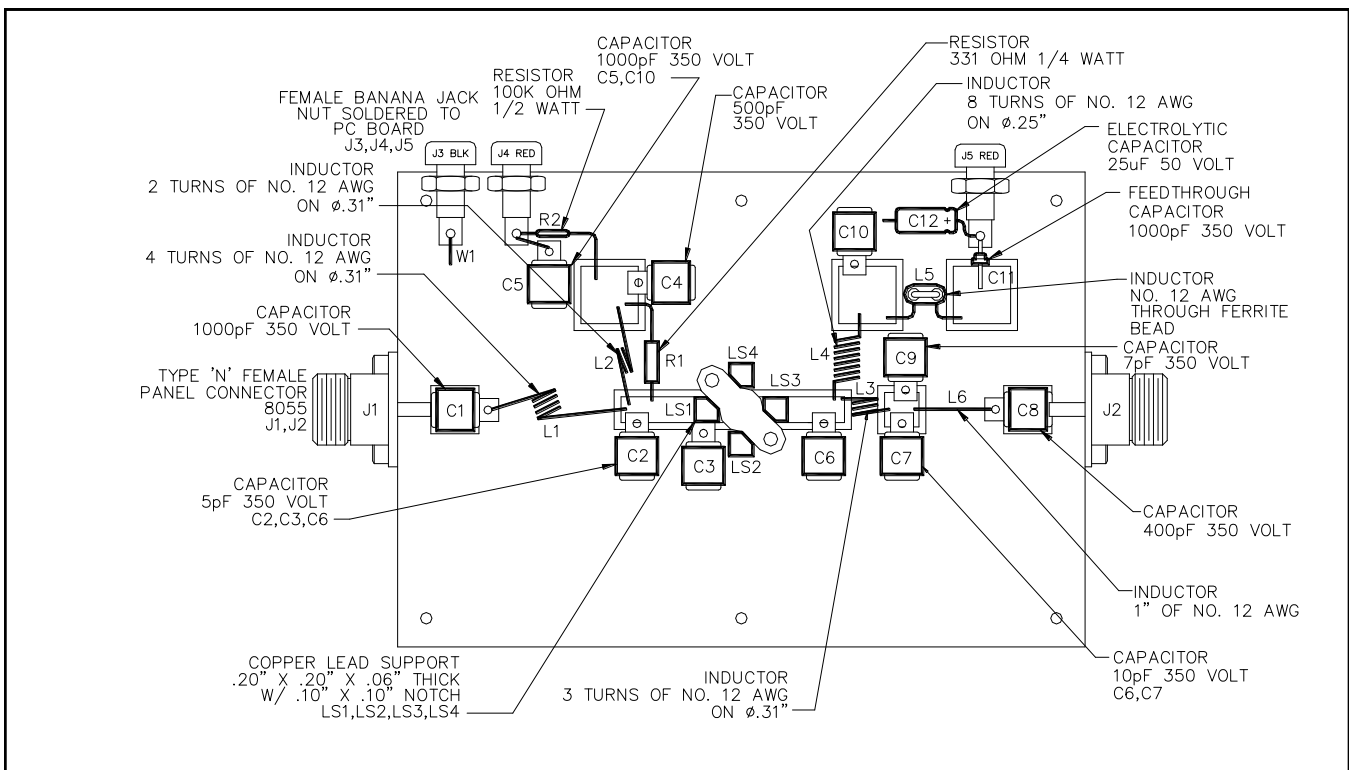 CAPACITOR
1000pF 350 VOLT
C5,C10
RESISTOR
331 OHM 1/4 WATT
RESISTOR
100K OHM
1/2 WATT
CAPACITOR
500pF
350 VOLT
INDUCTOR
8 TURNS OF NO. 12 AWG
ON ø.25"
FEMALE BANANA JACK
NUT SOLDERED TO
PC BOARD
J3,J4,J5
ELECTROLYTIC
CAPACITOR
25uF 50 VOLT
J3 BLK
J4 RED
J5 RED
INDUCTOR
2 TURNS OF NO. 12 AWG
ON ø.31"
FEEDTHROUGH
CAPACITOR
1000pF 350 VOLT
R2
C12 +
C10
W1
INDUCTOR
4 TURNS OF NO. 12 AWG
ON ø.31"
C5
C4
L5
C11
INDUCTOR
NO. 12 AWG
THROUGH FERRITE
BEAD
CAPACITOR
1000pF 350 VOLT
CAPACITOR
7pF 350 VOLT
L2
R1
LS4
L4
C9
TYPE 'N' FEMALE
PANEL CONNECTOR
8055
J1,J2
LS3
L3
L6
J1
C1
LS1
C8
J2
L1
C2
C3
LS2
C6
C7
CAPACITOR
5pF 350 VOLT
C2,C3,C6
CAPACITOR
400pF 350 VOLT
INDUCTOR
1" OF NO. 12 AWG
COPPER LEAD SUPPORT
.20" X .20" X .06" THICK
W/ .10" X .10" NOTCH
LS1,LS2,LS3,LS4
INDUCTOR
3 TURNS OF NO. 12 AWG
ON ø.31"
CAPACITOR
10pF 350 VOLT
C6,C7